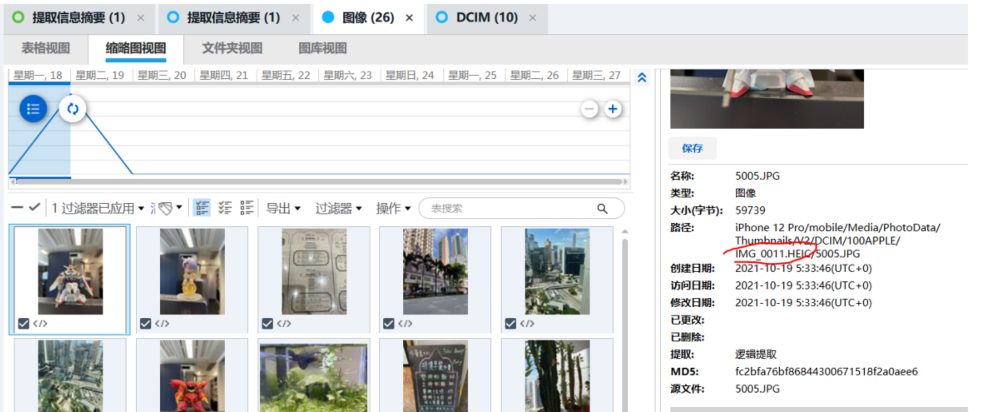 提取信息摘要 (1) × 提取信息摘要 (1) × 图像 (26) × DCIM (10) ×
表格视图 缩略图视图 文件夹视图 图库视图
星期一, 18 星期二, 19 星期三, 20 星期四, 21 星期五, 22 星期六, 23 星期日, 24 星期一, 25 星期二, 26 星期三, 27
1 过滤器已应用 导出 过滤器 操作 表搜索
保存
名称: 5005.JPG
类型: 图像
大小(字节): 59739
路径: iPhone 12 Pro/mobile/Media/PhotoData/
Thumbnails/V2/DCIM/100APPLE/
IMG_0011.HEIC/5005.JPG
创建日期: 2021-10-19 5:33:46(UTC+0)
访问日期: 2021-10-19 5:33:46(UTC+0)
修改日期: 2021-10-19 5:33:46(UTC+0)
已更改:
已删除:
提取: 逻辑提取
MD5: fc2bfa76bf86844300671518f2a0aee6
源文件: 5005.JPG